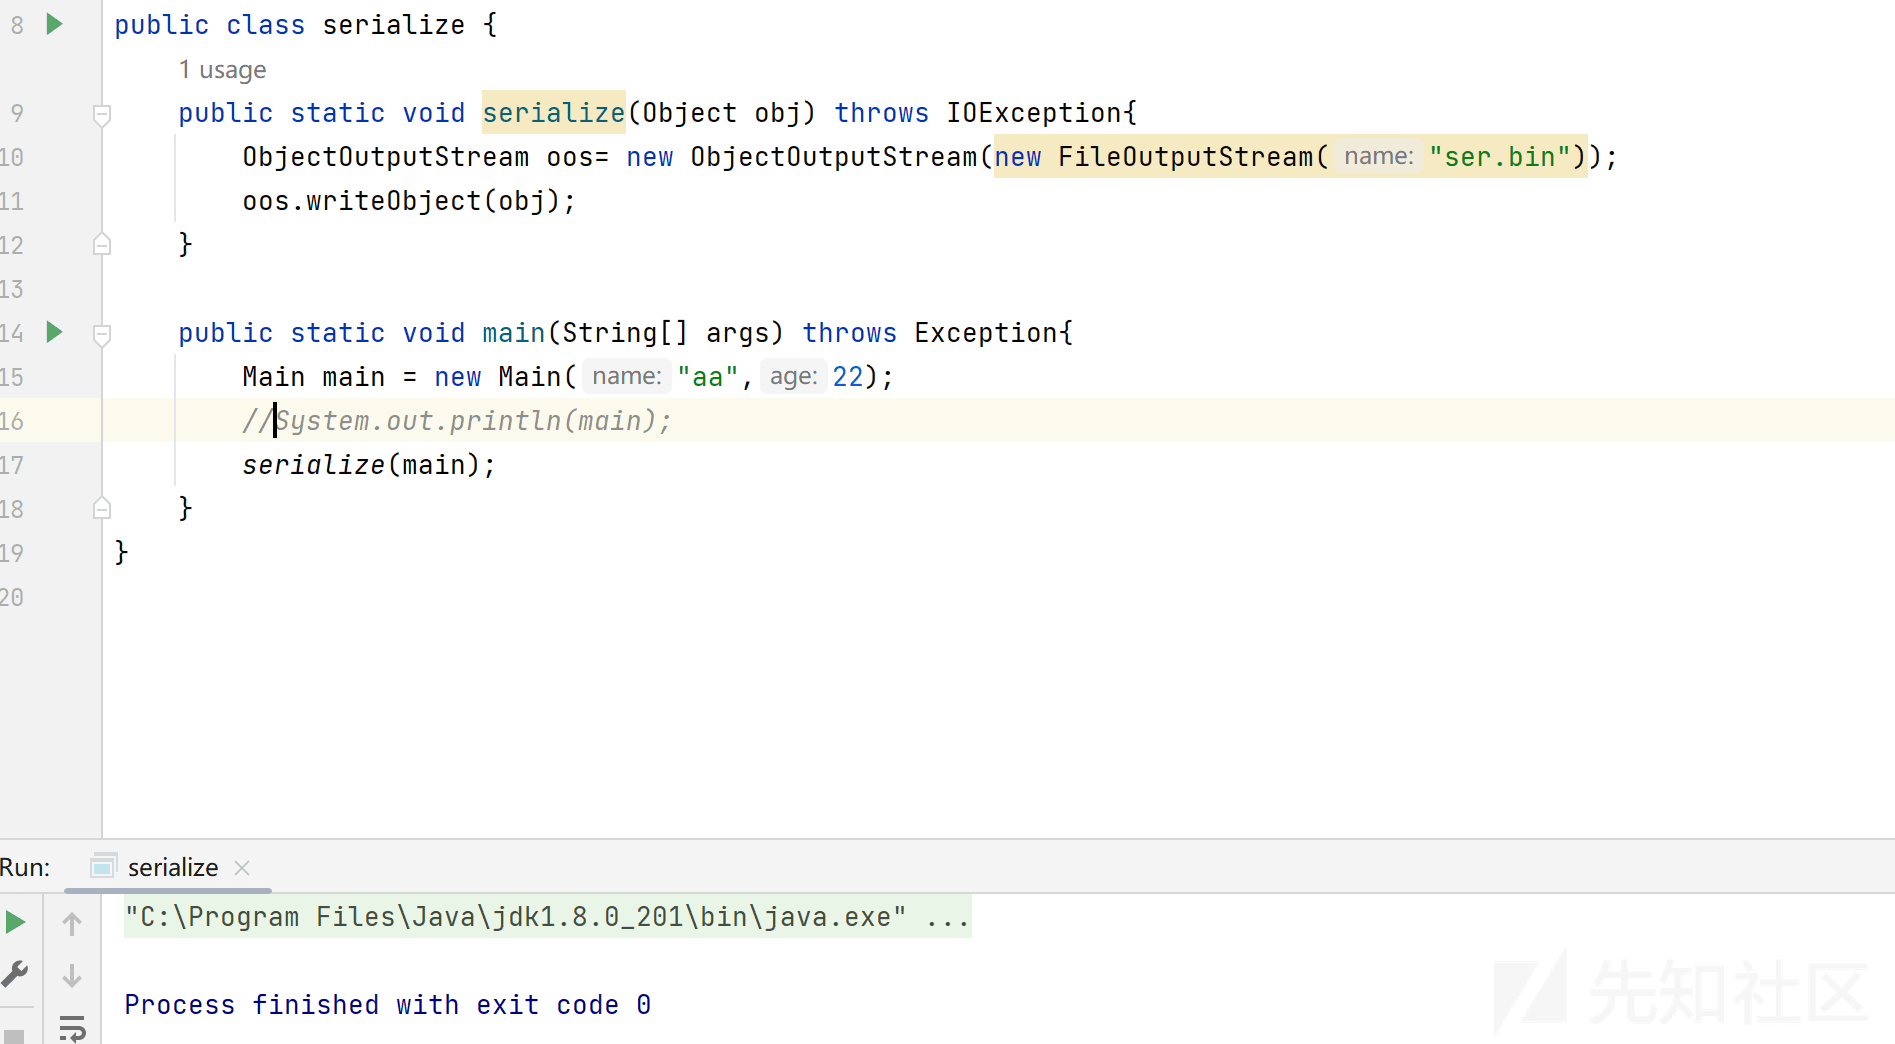 8 public class serialize {
1 usage
9 public static void serialize(Object obj) throws IOException{
10 ObjectOutputStream oos= new ObjectOutputStream(new FileOutputStream( name: "ser.bin"));
11 oos.writeObject(obj);
12 }
13
14 public static void main(String[] args) throws Exception{
15 Main main = new Main( name: "aa", age: 22);
16 //System.out.println(main);
17 serialize(main);
18 }
19 }
20
Run: serialize
"C:\Program Files\Java\jdk1.8.0_201\bin\java.exe" ...
Process finished with exit code 0
先知社区